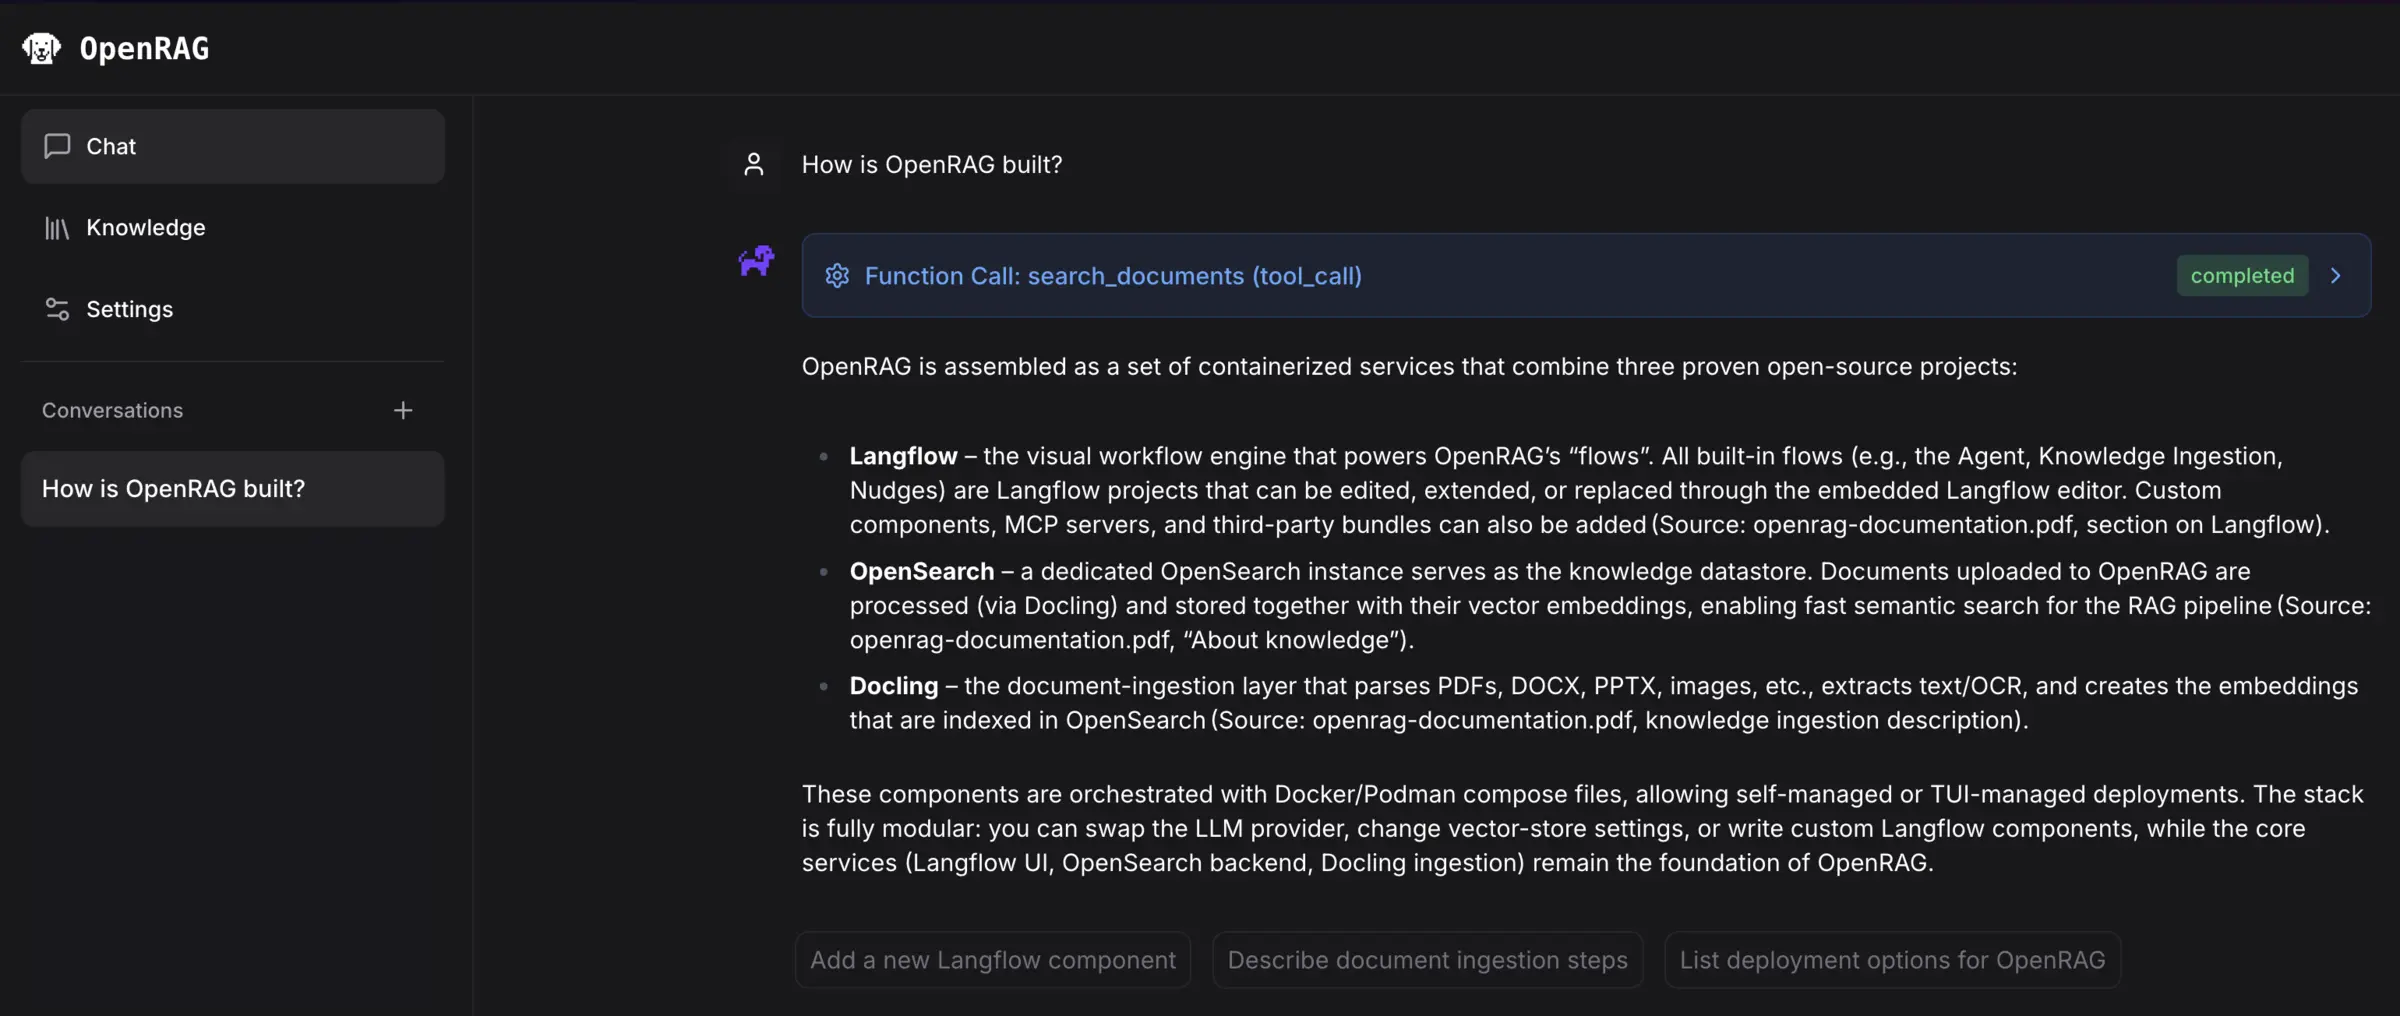 OpenRAG
Chat
Knowledge
Settings
Conversations
How is OpenRAG built?
How is OpenRAG built?
Function Call: search_documents (tool_call)
completed
OpenRAG is assembled as a set of containerized services that combine three proven open-source projects:
Langflow – the visual workflow engine that powers OpenRAG’s “flows”. All built-in flows (e.g., the Agent, Knowledge Ingestion,
Nudges) are Langflow projects that can be edited, extended, or replaced through the embedded Langflow editor. Custom
components, MCP servers, and third-party bundles can also be added (Source: openrag-documentation.pdf, section on Langflow).
OpenSearch – a dedicated OpenSearch instance serves as the knowledge datastore. Documents uploaded to OpenRAG are
processed (via Docling) and stored together with their vector embeddings, enabling fast semantic search for the RAG pipeline (Source:
openrag-documentation.pdf, “About knowledge”).
Docling – the document-ingestion layer that parses PDFs, DOCX, PPTX, images, etc., extracts text/OCR, and creates the embeddings
that are indexed in OpenSearch (Source: openrag-documentation.pdf, knowledge ingestion description).
These components are orchestrated with Docker/Podman compose files, allowing self-managed or TUI-managed deployments. The stack
is fully modular: you can swap the LLM provider, change vector-store settings, or write custom Langflow components, while the core
services (Langflow UI, OpenSearch backend, Docling ingestion) remain the foundation of OpenRAG.
Add a new Langflow component
Describe document ingestion steps
List deployment options for OpenRAG